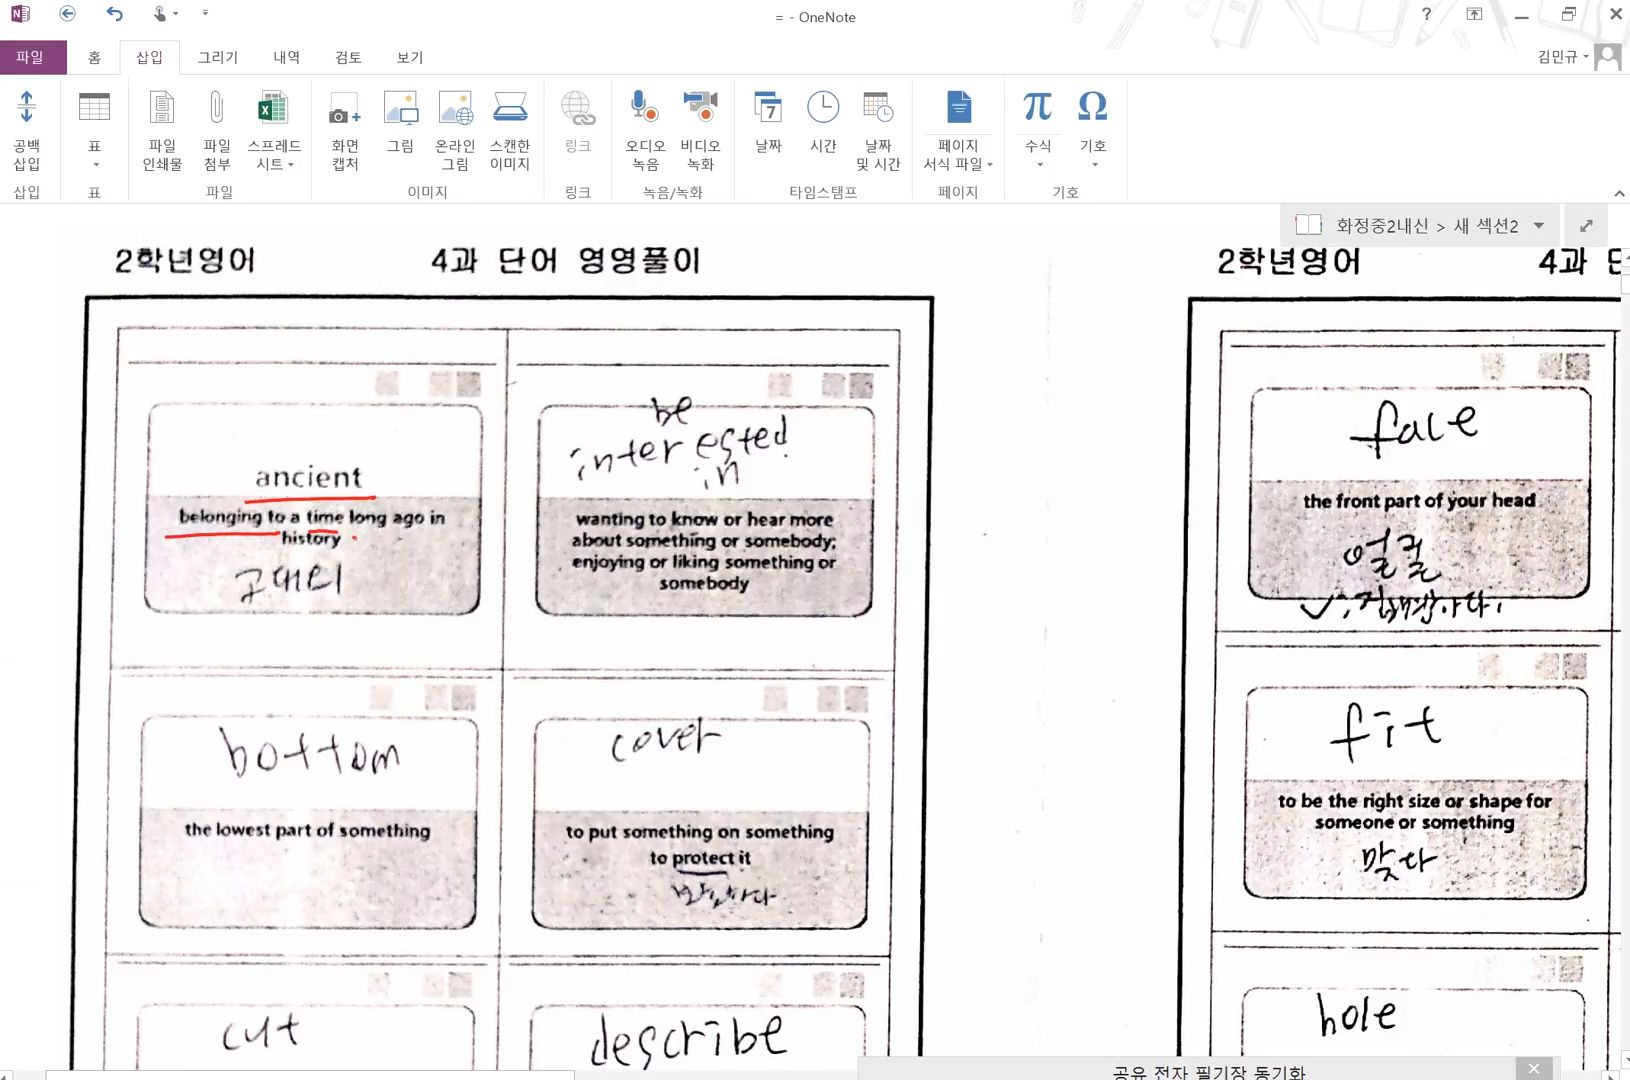 = - OneNote
?
파일
홈
삽입
그리기
내역
검토
보기
김민규
공백
삽입
표
파일
인쇄물
파일
첨부
스프레드
시트
화면
캡처
그림
온라인
그림
스캔한
이미지
링크
오디오
녹음
비디오
녹화
7
날짜
시간
날짜
및 시간
페이지
서식 파일
π
수식
Ω
기호
삽입
표
파일
이미지
링크
녹음/녹화
타임스탬프
페이지
기호
화정중2내신 > 새 섹션2
2학년영어 4과 단어 영영풀이
ancient
belonging to a time long ago in
history
고대의
be
interested
in
wanting to know or hear more
about something or somebody;
enjoying or liking something or
somebody
bottom
the lowest part of something
cover
to put something on something
to protect it
cut
describe
2학년영어 4과 단
face
the front part of your head
얼굴
fit
to be the right size or shape for
someone or something
맞다
hole
공유 전자 필기장 동기화